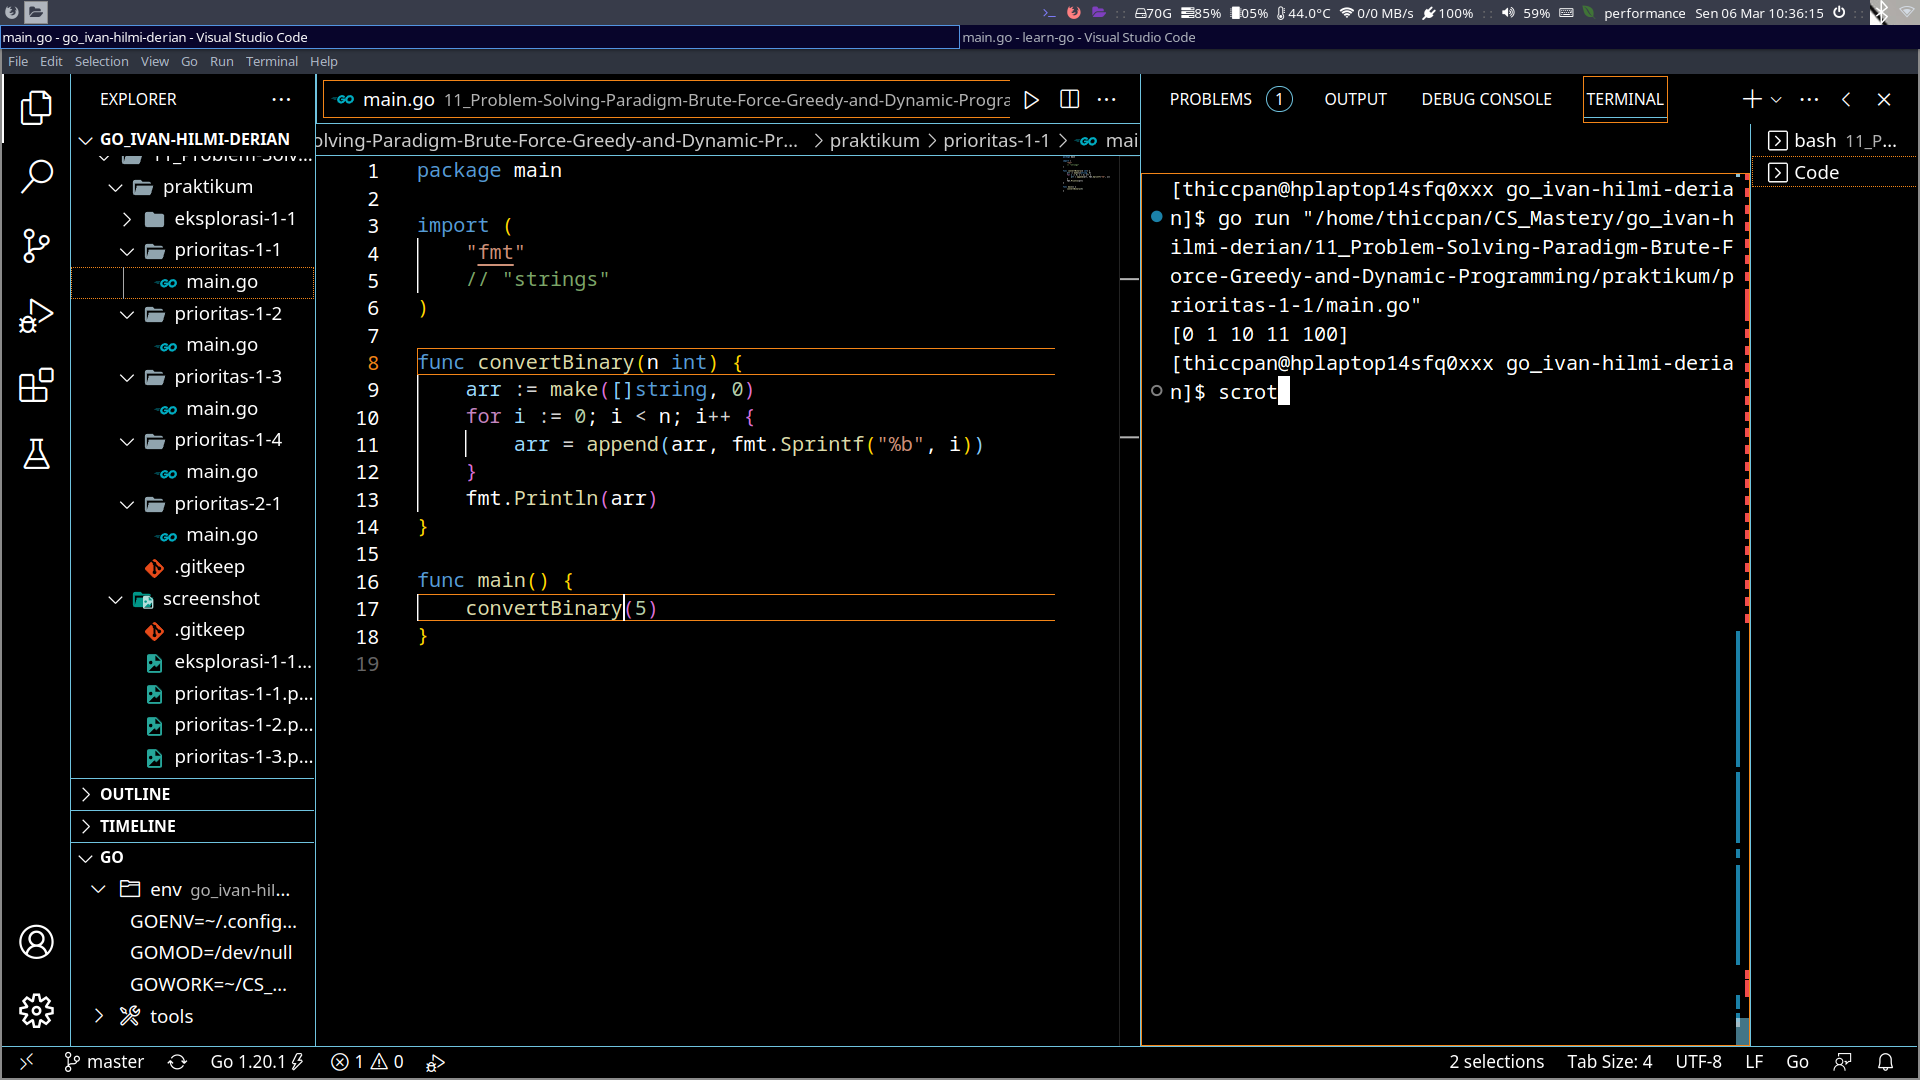 70G 85% 05% 44.0°C 0/0 MB/s 100% 59% performance Sen 06 Mar 10:36:15
main.go - go_ivan-hilmi-derian - Visual Studio Code
main.go - learn-go - Visual Studio Code
File Edit Selection View Go Run Terminal Help
EXPLORER
GO_IVAN-HILMI-DERIAN
11_Problem-Solv...
praktikum
eksplorasi-1-1
prioritas-1-1
main.go
prioritas-1-2
main.go
prioritas-1-3
main.go
prioritas-1-4
main.go
prioritas-2-1
main.go
.gitkeep
screenshot
.gitkeep
eksplorasi-1-1...
prioritas-1-1.p...
prioritas-1-2.p...
prioritas-1-3.p...
OUTLINE
TIMELINE
GO
env go_ivan-hil...
GOENV=~/.config...
GOMOD=/dev/null
GOWORK=~/CS_...
tools
main.go 11_Problem-Solving-Paradigm-Brute-Force-Greedy-and-Dynamic-Progra
olving-Paradigm-Brute-Force-Greedy-and-Dynamic-Pr... > praktikum > prioritas-1-1 > mai
1 package main
2
3 import (
4 "fmt"
5 // "strings"
6 )
7
8 func convertBinary(n int) {
9 arr := make([]string, 0)
10 for i := 0; i < n; i++ {
11 arr = append(arr, fmt.Sprintf("%b", i))
12 }
13 fmt.Println(arr)
14 }
15
16 func main() {
17 convertBinary(5)
18 }
19
PROBLEMS 1 OUTPUT DEBUG CONSOLE TERMINAL
[thiccpan@hplaptop14sfq0xxx go_ivan-hilmi-deria
n]$ go run "/home/thiccpan/CS_Mastery/go_ivan-h
ilmi-derian/11_Problem-Solving-Paradigm-Brute-F
orce-Greedy-and-Dynamic-Programming/praktikum/p
rioritas-1-1/main.go"
[0 1 10 11 100]
[thiccpan@hplaptop14sfq0xxx go_ivan-hilmi-deria
n]$ scrot
bash 11_P...
Code
master Go 1.20.1 1 0
2 selections Tab Size: 4 UTF-8 LF Go